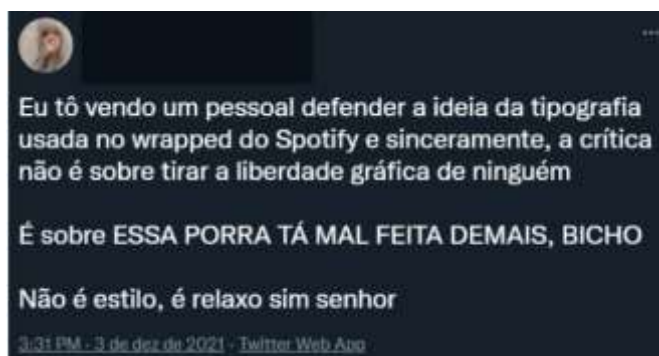 Eu tô vendo um pessoal defender a ideia da tipografia
usada no wrapped do Spotify e sinceramente, a crítica
não é sobre tirar a liberdade gráfica de ninguém
É sobre ESSA PORRA TÁ MAL FEITA DEMAIS, BICHO
Não é estilo, é relaxo sim senhor
3:31 PM · 3 de dez de 2021 · Twitter Web App